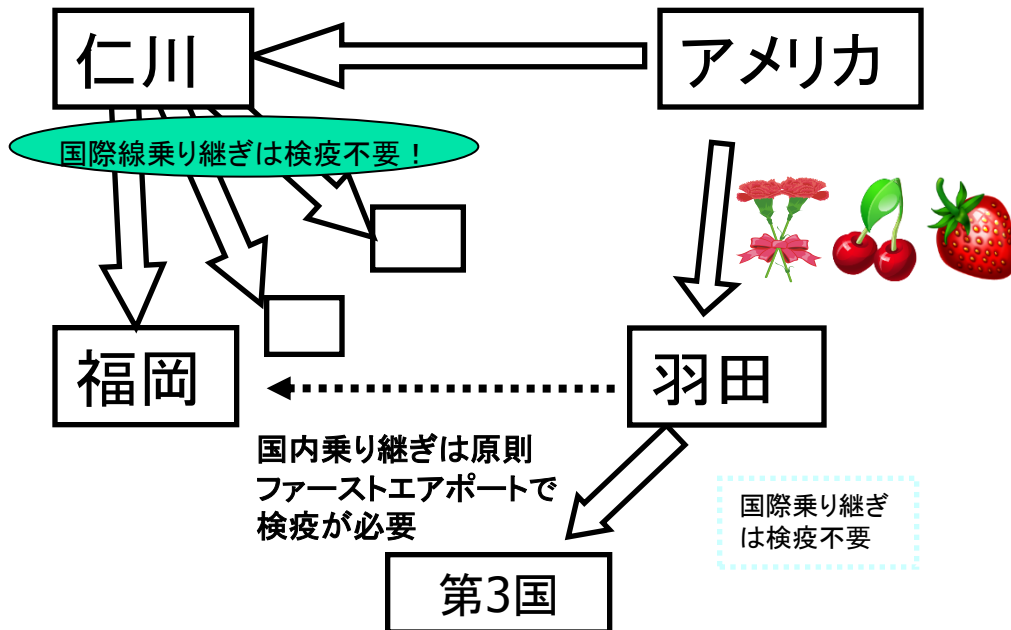 仁川
アメリカ
国際線乗り継ぎは検疫不要！
福岡
羽田
国内乗り継ぎは原則
ファーストエアポートで
検疫が必要
国際乗り継ぎ
は検疫不要
第3国